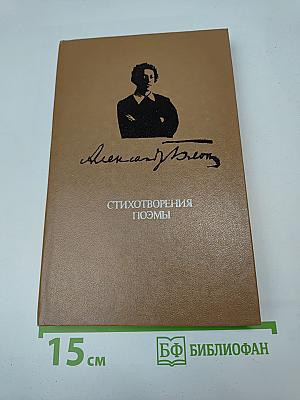 Александр Блок
СТИХОТВОРЕНИЯ
ПОЭМЫ
15 см
БФ БИБЛИОФАН